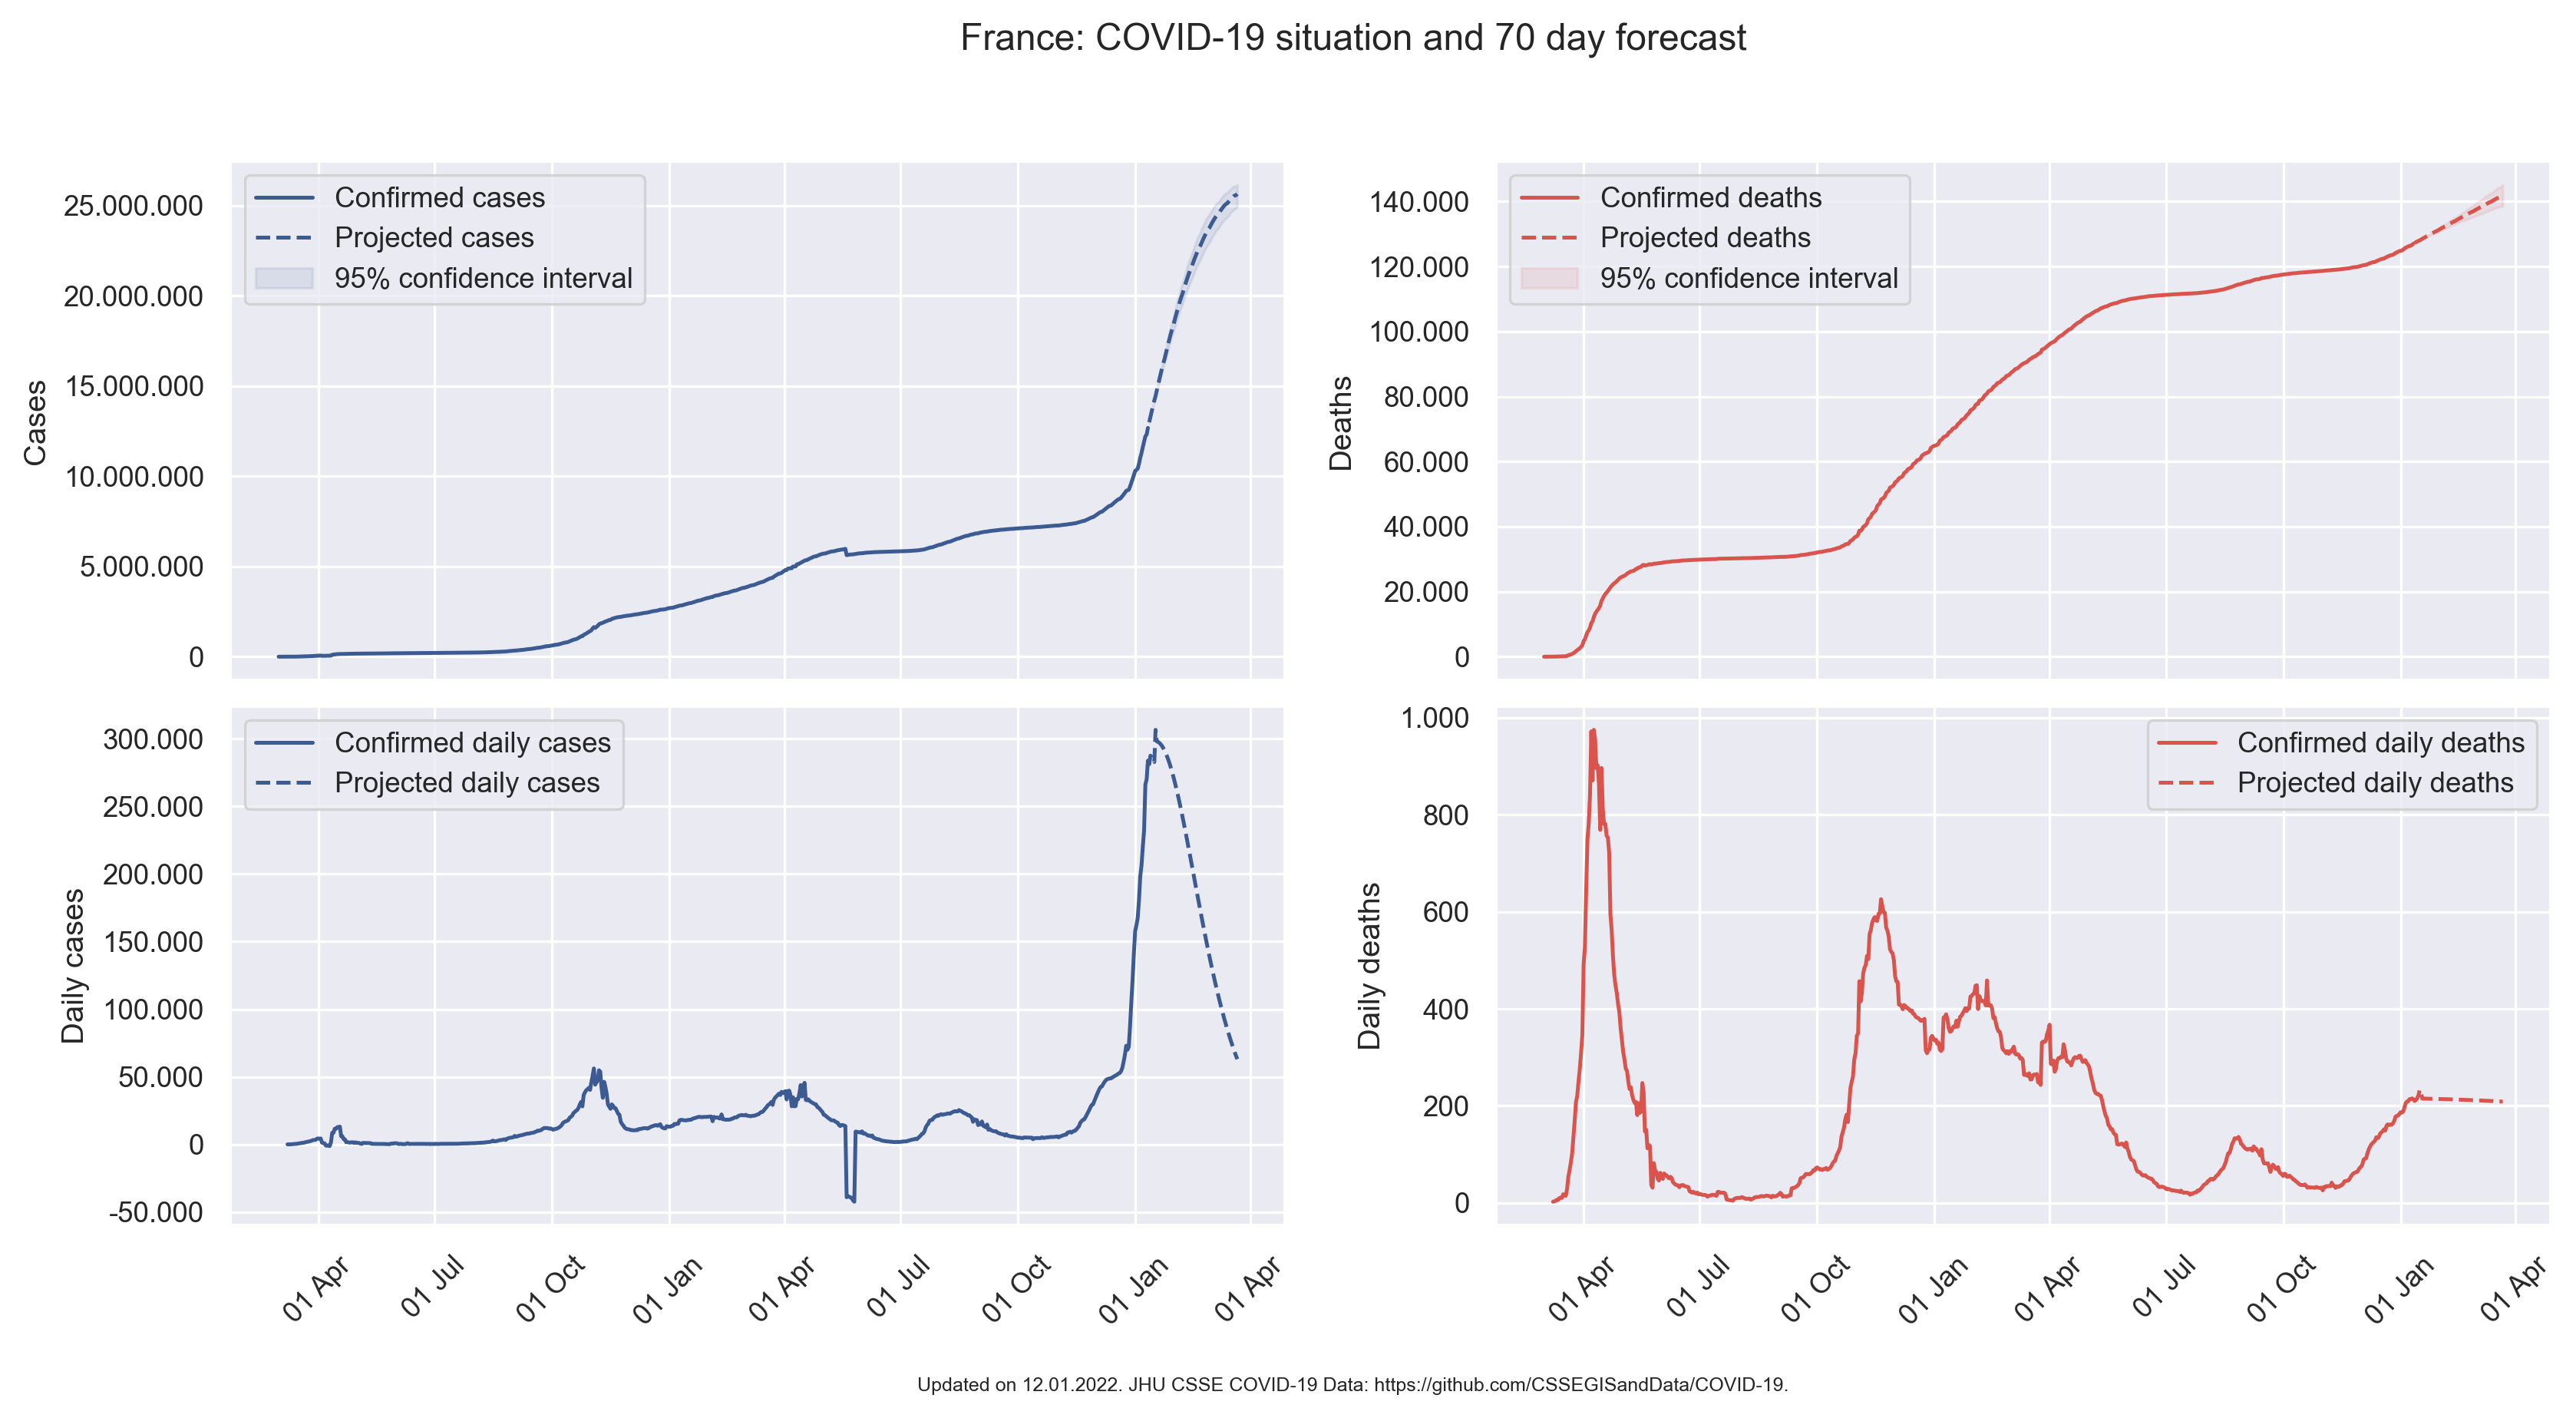 France: COVID-19 situation and 70 day forecast
Confirmed cases
Projected cases
95% confidence interval
25.000.000
20.000.000
15.000.000
10.000.000
5.000.000
0
Cases
Confirmed deaths
Projected deaths
95% confidence interval
140.000
120.000
100.000
80.000
60.000
40.000
20.000
0
Deaths
Confirmed daily cases
Projected daily cases
300.000
250.000
200.000
150.000
100.000
50.000
0
-50.000
Daily cases
01 Apr
01 Jul
01 Oct
01 Jan
01 Apr
01 Jul
01 Oct
01 Jan
01 Apr
Confirmed daily deaths
Projected daily deaths
1.000
800
600
400
200
0
Daily deaths
01 Apr
01 Jul
01 Oct
01 Jan
01 Apr
01 Jul
01 Oct
01 Jan
01 Apr
Updated on 12.01.2022. JHU CSSE COVID-19 Data: https://github.com/CSSEGISandData/COVID-19.